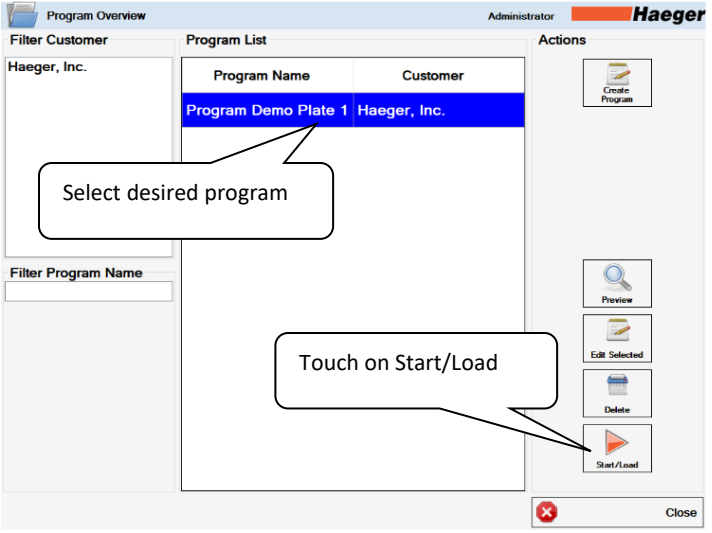 Program Overview
Administrator
Haeger
Filter Customer
Program List
Actions
Haeger, Inc.
Program Name
Customer
Create
Program
Program Demo Plate 1
Haeger, Inc.
Select desired program
Filter Program Name
Preview
Touch on Start/Load
Edit Selected
Delete
Start/Load
Close